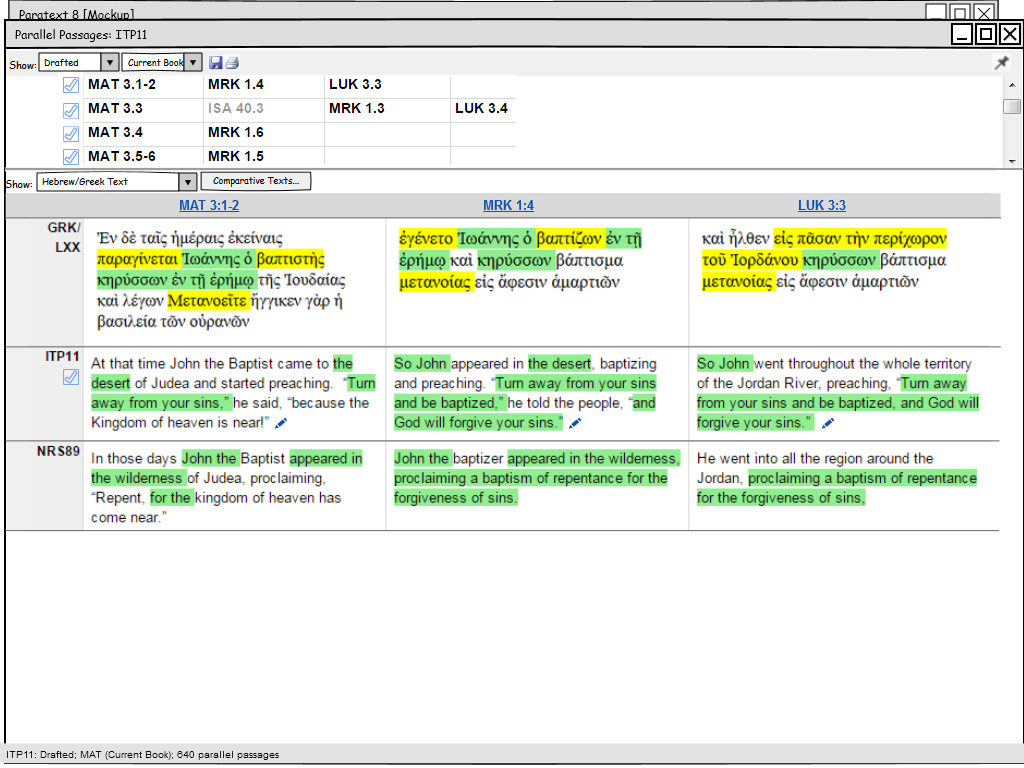 Paratext 8 [Mockup]
Parallel Passages: ITP11
Show: Drafted Current Book
MAT 3.1-2 MRK 1.4 LUK 3.3
MAT 3.3 ISA 40.3 MRK 1.3 LUK 3.4
MAT 3.4 MRK 1.6
MAT 3.5-6 MRK 1.5
Show: Hebrew/Greek Text Comparative Texts...
MAT 3:1-2 MRK 1:4 LUK 3:3
GRK/
LXX
Ἐν δὲ ταῖς ἡμέραις ἐκείναις
παραγίνεται Ἰωάννης ὁ βαπτιστὴς
κηρύσσων ἐν τῇ ἐρήμῳ τῆς Ἰουδαίας
καὶ λέγων Μετανοεῖτε ἤγγικεν γὰρ ἡ
βασιλεία τῶν οὐρανῶν
ἐγένετο Ἰωάννης ὁ βαπτίζων ἐν τῇ
ἐρήμῳ καὶ κηρύσσων βάπτισμα
μετανοίας εἰς ἄφεσιν ἁμαρτιῶν
καὶ ἦλθεν εἰς πᾶσαν τὴν περίχωρον
τοῦ Ἰορδάνου κηρύσσων βάπτισμα
μετανοίας εἰς ἄφεσιν ἁμαρτιῶν
ITP11
At that time John the Baptist came to the
desert of Judea and started preaching. “Turn
away from your sins,” he said, “because the
Kingdom of heaven is near!”
So John appeared in the desert, baptizing
and preaching. “Turn away from your sins
and be baptized,” he told the people, “and
God will forgive your sins.”
So John went throughout the whole territory
of the Jordan River, preaching, “Turn away
from your sins and be baptized, and God will
forgive your sins.”
NRS89
In those days John the Baptist appeared in
the wilderness of Judea, proclaiming,
“Repent, for the kingdom of heaven has
come near.”
John the baptizer appeared in the wilderness,
proclaiming a baptism of repentance for the
forgiveness of sins.
He went into all the region around the
Jordan, proclaiming a baptism of repentance
for the forgiveness of sins,
ITP11: Drafted; MAT (Current Book); 640 parallel passages